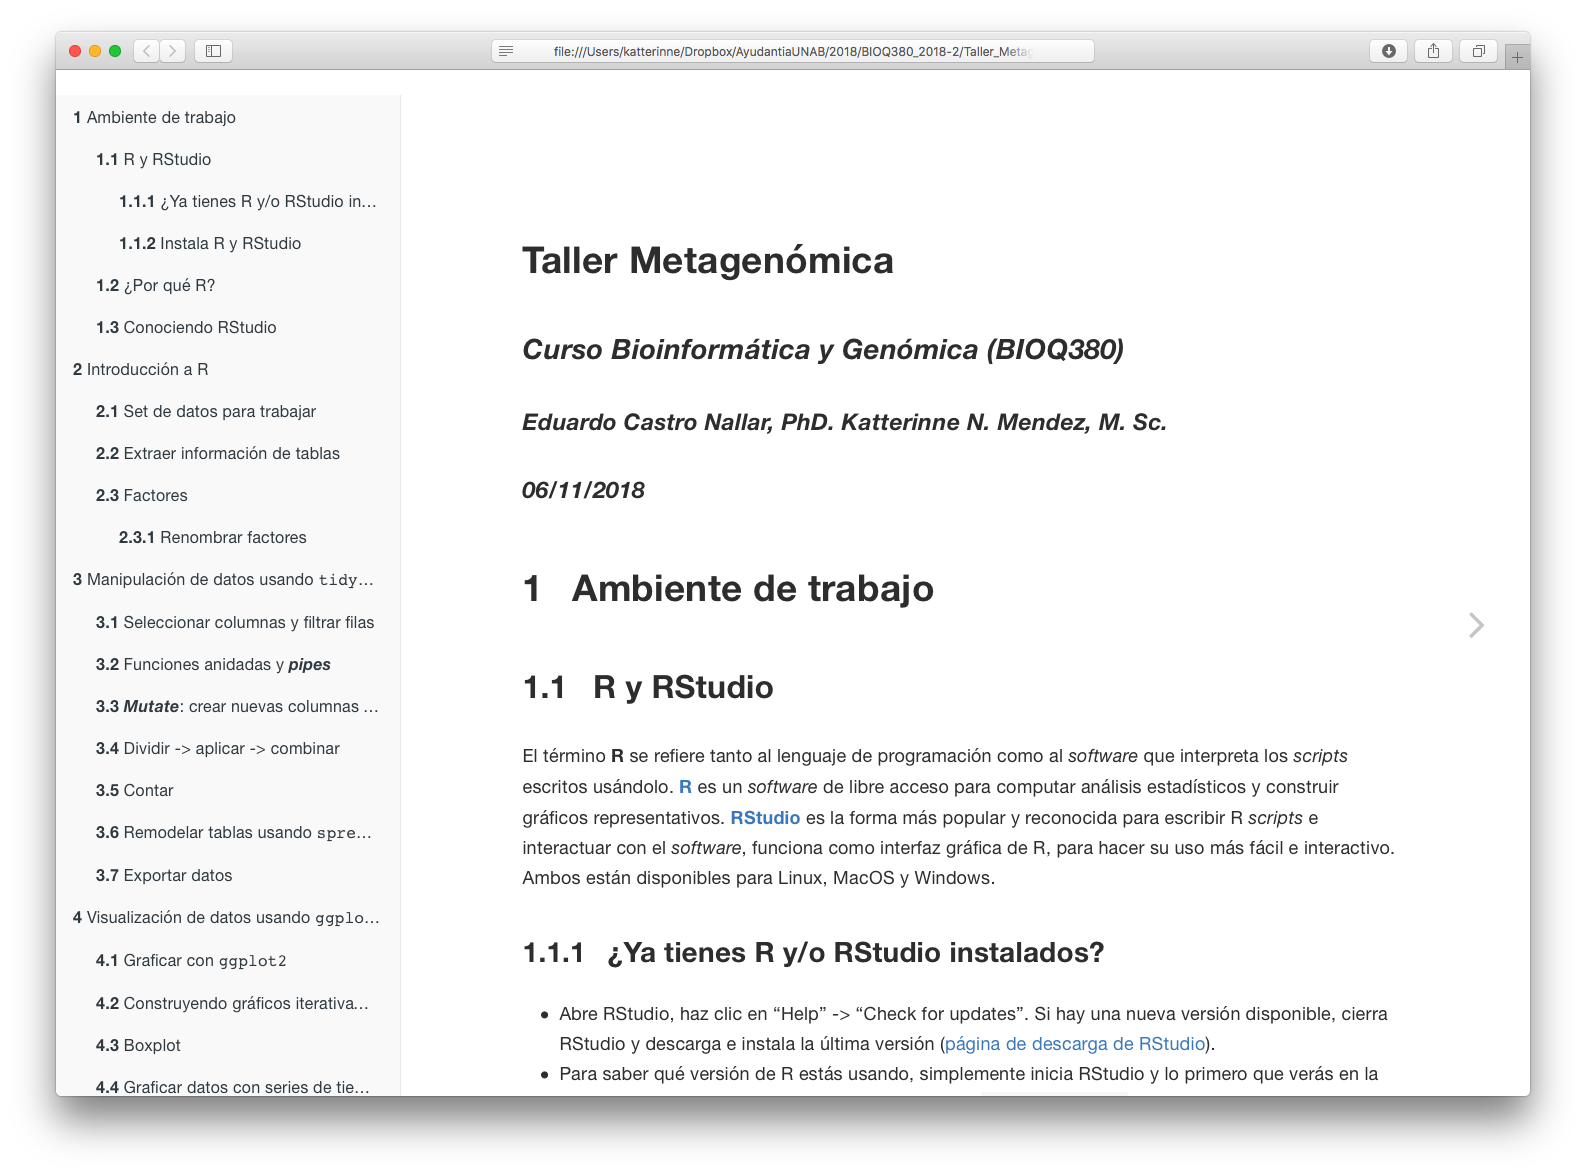 file:///Users/katterinne/Dropbox/AyudantiaUNAB/2018/BIOQ380_2018-2/Taller_Metag
1 Ambiente de trabajo
1.1 R y RStudio
1.1.1 ¿Ya tienes R y/o RStudio in…
1.1.2 Instala R y RStudio
1.2 ¿Por qué R?
1.3 Conociendo RStudio
2 Introducción a R
2.1 Set de datos para trabajar
2.2 Extraer información de tablas
2.3 Factores
2.3.1 Renombrar factores
3 Manipulación de datos usando tidy…
3.1 Seleccionar columnas y filtrar filas
3.2 Funciones anidadas y pipes
3.3 Mutate: crear nuevas columnas …
3.4 Dividir -> aplicar -> combinar
3.5 Contar
3.6 Remodelar tablas usando spre…
3.7 Exportar datos
4 Visualización de datos usando ggplo…
4.1 Graficar con ggplot2
4.2 Construyendo gráficos iterativa…
4.3 Boxplot
4.4 Graficar datos con series de tie…
Taller Metagenómica
Curso Bioinformática y Genómica (BIOQ380)
Eduardo Castro Nallar, PhD. Katterinne N. Mendez, M. Sc.
06/11/2018
1 Ambiente de trabajo
1.1 R y RStudio
El término R se refiere tanto al lenguaje de programación como al software que interpreta los scripts
escritos usándolo. R es un software de libre acceso para computar análisis estadísticos y construir
gráficos representativos. RStudio es la forma más popular y reconocida para escribir R scripts e
interactuar con el software, funciona como interfaz gráfica de R, para hacer su uso más fácil e interactivo.
Ambos están disponibles para Linux, MacOS y Windows.
1.1.1 ¿Ya tienes R y/o RStudio instalados?
• Abre RStudio, haz clic en “Help” -> “Check for updates”. Si hay una nueva versión disponible, cierra
RStudio y descarga e instala la última versión (página de descarga de RStudio).
• Para saber qué versión de R estás usando, simplemente inicia RStudio y lo primero que verás en la